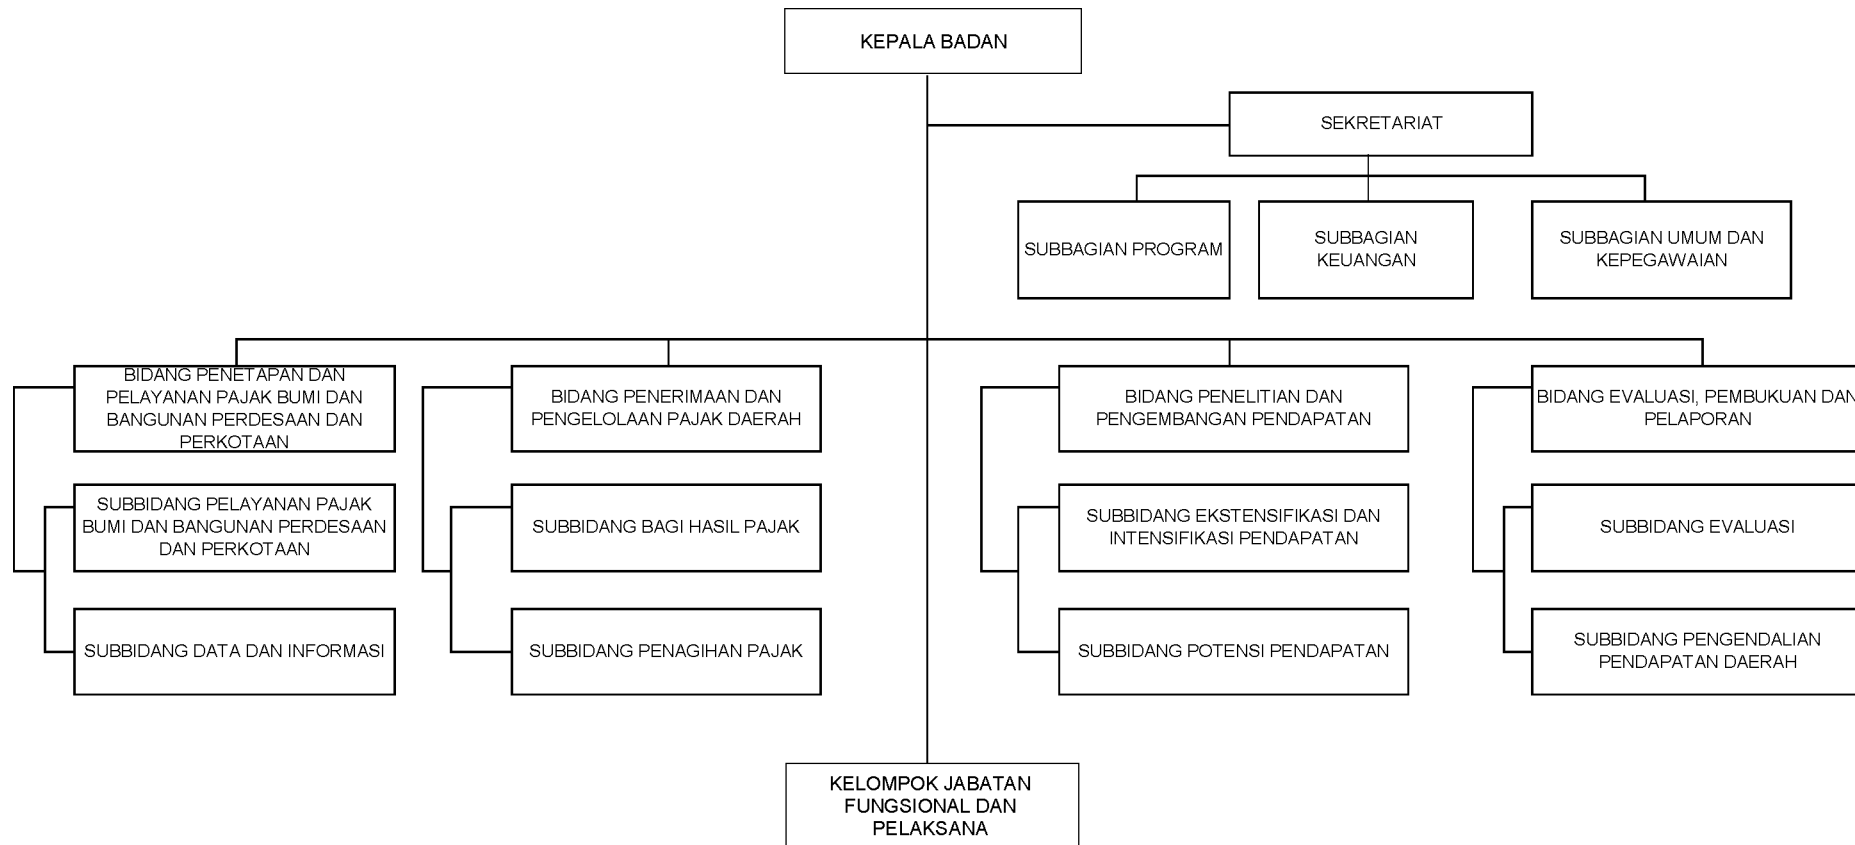 KEPALA BADAN
SEKRETARIAT
SUBBAGIAN PROGRAM
SUBBAGIAN
KEUANGAN
SUBBAGIAN UMUM DAN
KEPEGAWAIAN
BIDANG PENETAPAN DAN
PELAYANAN PAJAK BUMI DAN
BANGUNAN PERDESAAN DAN
PERKOTAAN
BIDANG PENERIMAAN DAN
PENGELOLAAN PAJAK DAERAH
BIDANG PENELITIAN DAN
PENGEMBANGAN PENDAPATAN
BIDANG EVALUASI, PEMBUKUAN DAN
PELAPORAN
SUBBIDANG PELAYANAN PAJAK
BUMI DAN BANGUNAN PERDESAAN
DAN PERKOTAAN
SUBBIDANG BAGI HASIL PAJAK
SUBBIDANG EKSTENSIFIKASI DAN
INTENSIFIKASI PENDAPATAN
SUBBIDANG EVALUASI
SUBBIDANG DATA DAN INFORMASI
SUBBIDANG PENAGIHAN PAJAK
SUBBIDANG POTENSI PENDAPATAN
SUBBIDANG PENGENDALIAN
PENDAPATAN DAERAH
KELOMPOK JABATAN
FUNGSIONAL DAN
PELAKSANA